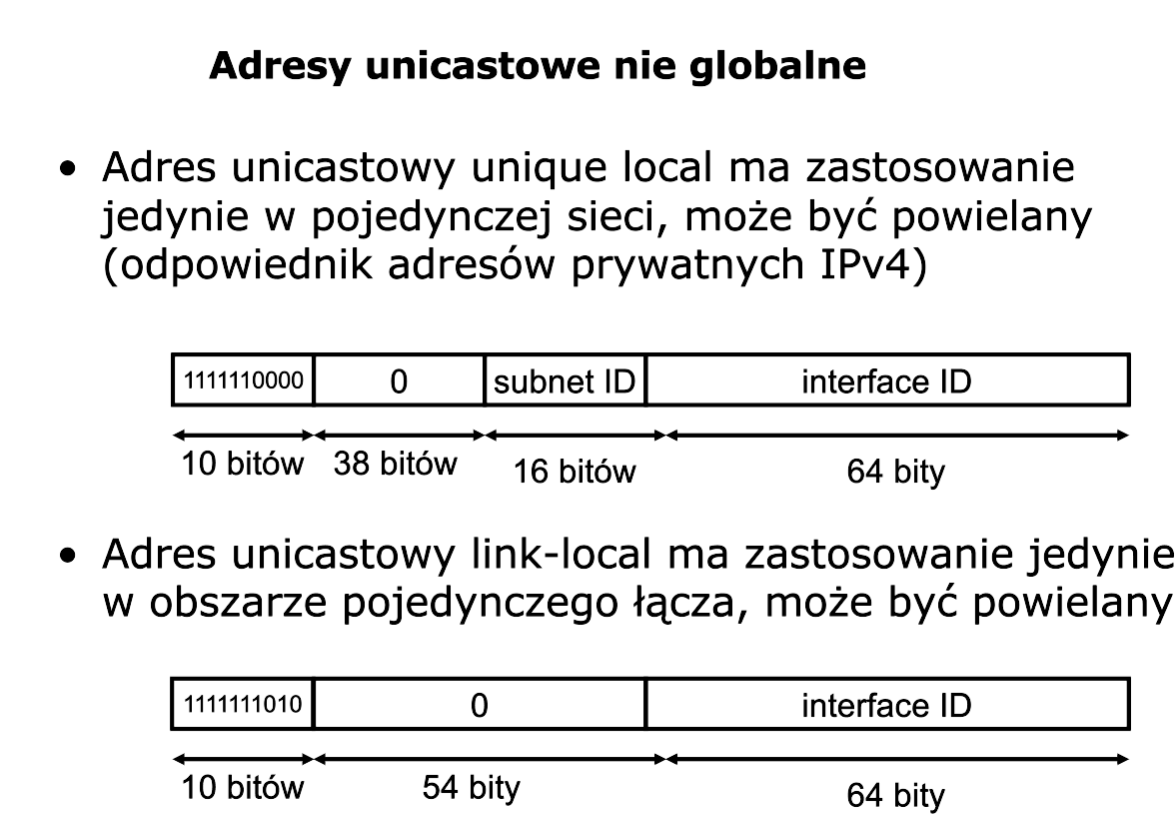 Adresy unicastowe nie globalne
• Adres unicastowy unique local ma zastosowanie
jedynie w pojedynczej sieci, może być powielany
(odpowiednik adresów prywatnych IPv4)
1111110000 0 subnet ID interface ID
10 bitów 38 bitów 16 bitów 64 bity
• Adres unicastowy link-local ma zastosowanie jedynie
w obszarze pojedynczego łącza, może być powielany
1111111010 0 interface ID
10 bitów 54 bity 64 bity